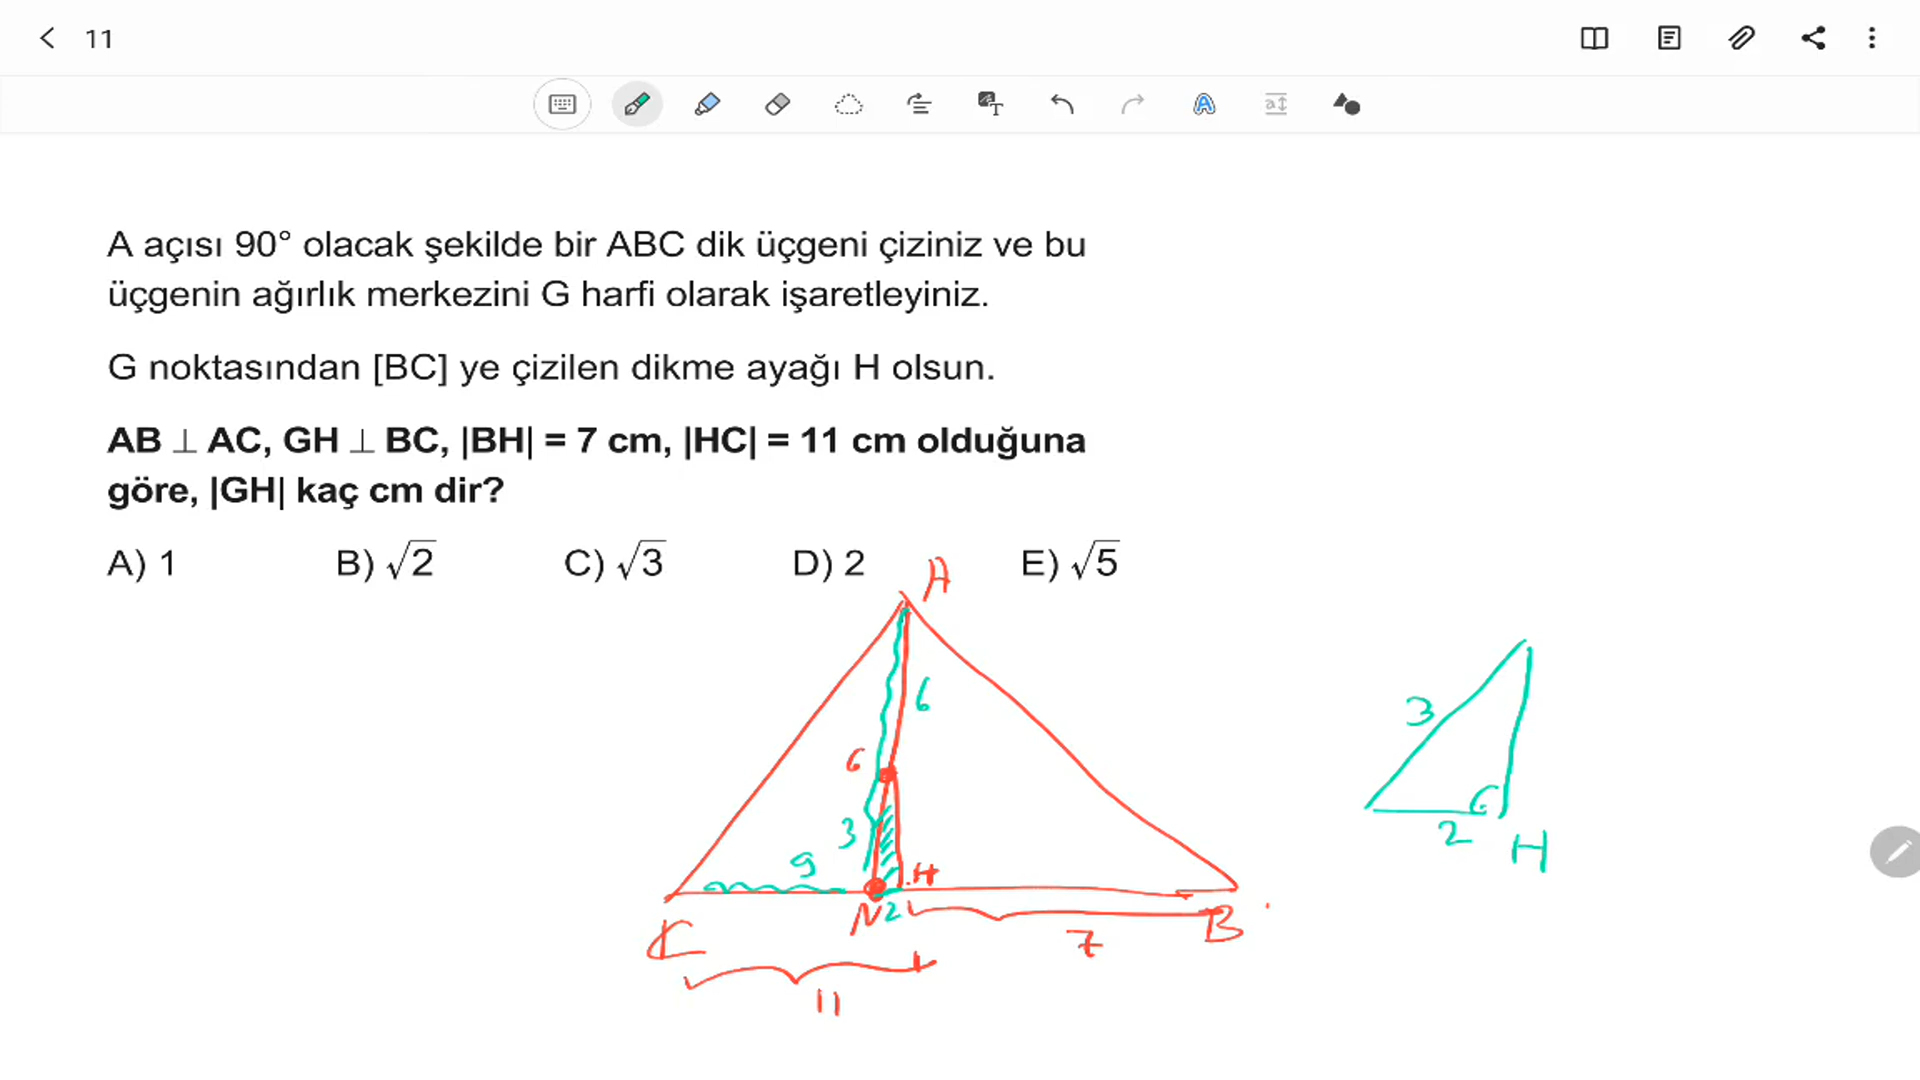 11
A açısı 90° olacak şekilde bir ABC dik üçgeni çiziniz ve bu
üçgenin ağırlık merkezini G harfi olarak işaretleyiniz.
G noktasından [BC] ye çizilen dikme ayağı H olsun.
AB ⊥ AC, GH ⊥ BC, |BH| = 7 cm, |HC| = 11 cm olduğuna
göre, |GH| kaç cm dir?
A) 1 B) √2 C) √3 D) 2 E) √5
A
6
6
3
9
H
C
N
2
B
7
11
3
2
H